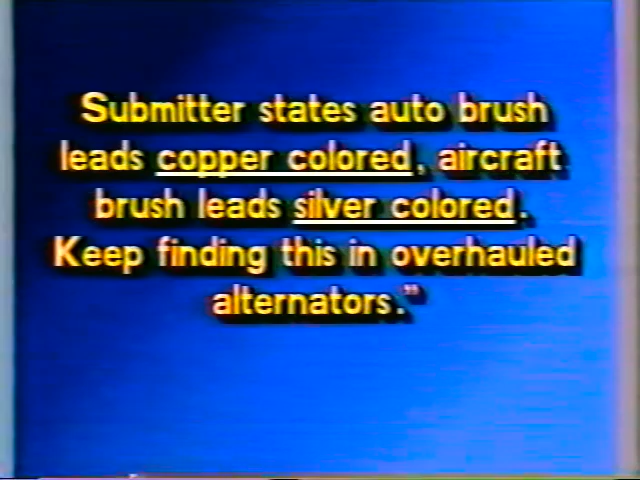 Submitter states auto brush
leads copper colored, aircraft
brush leads silver colored.
Keep finding this in overhauled
alternators."